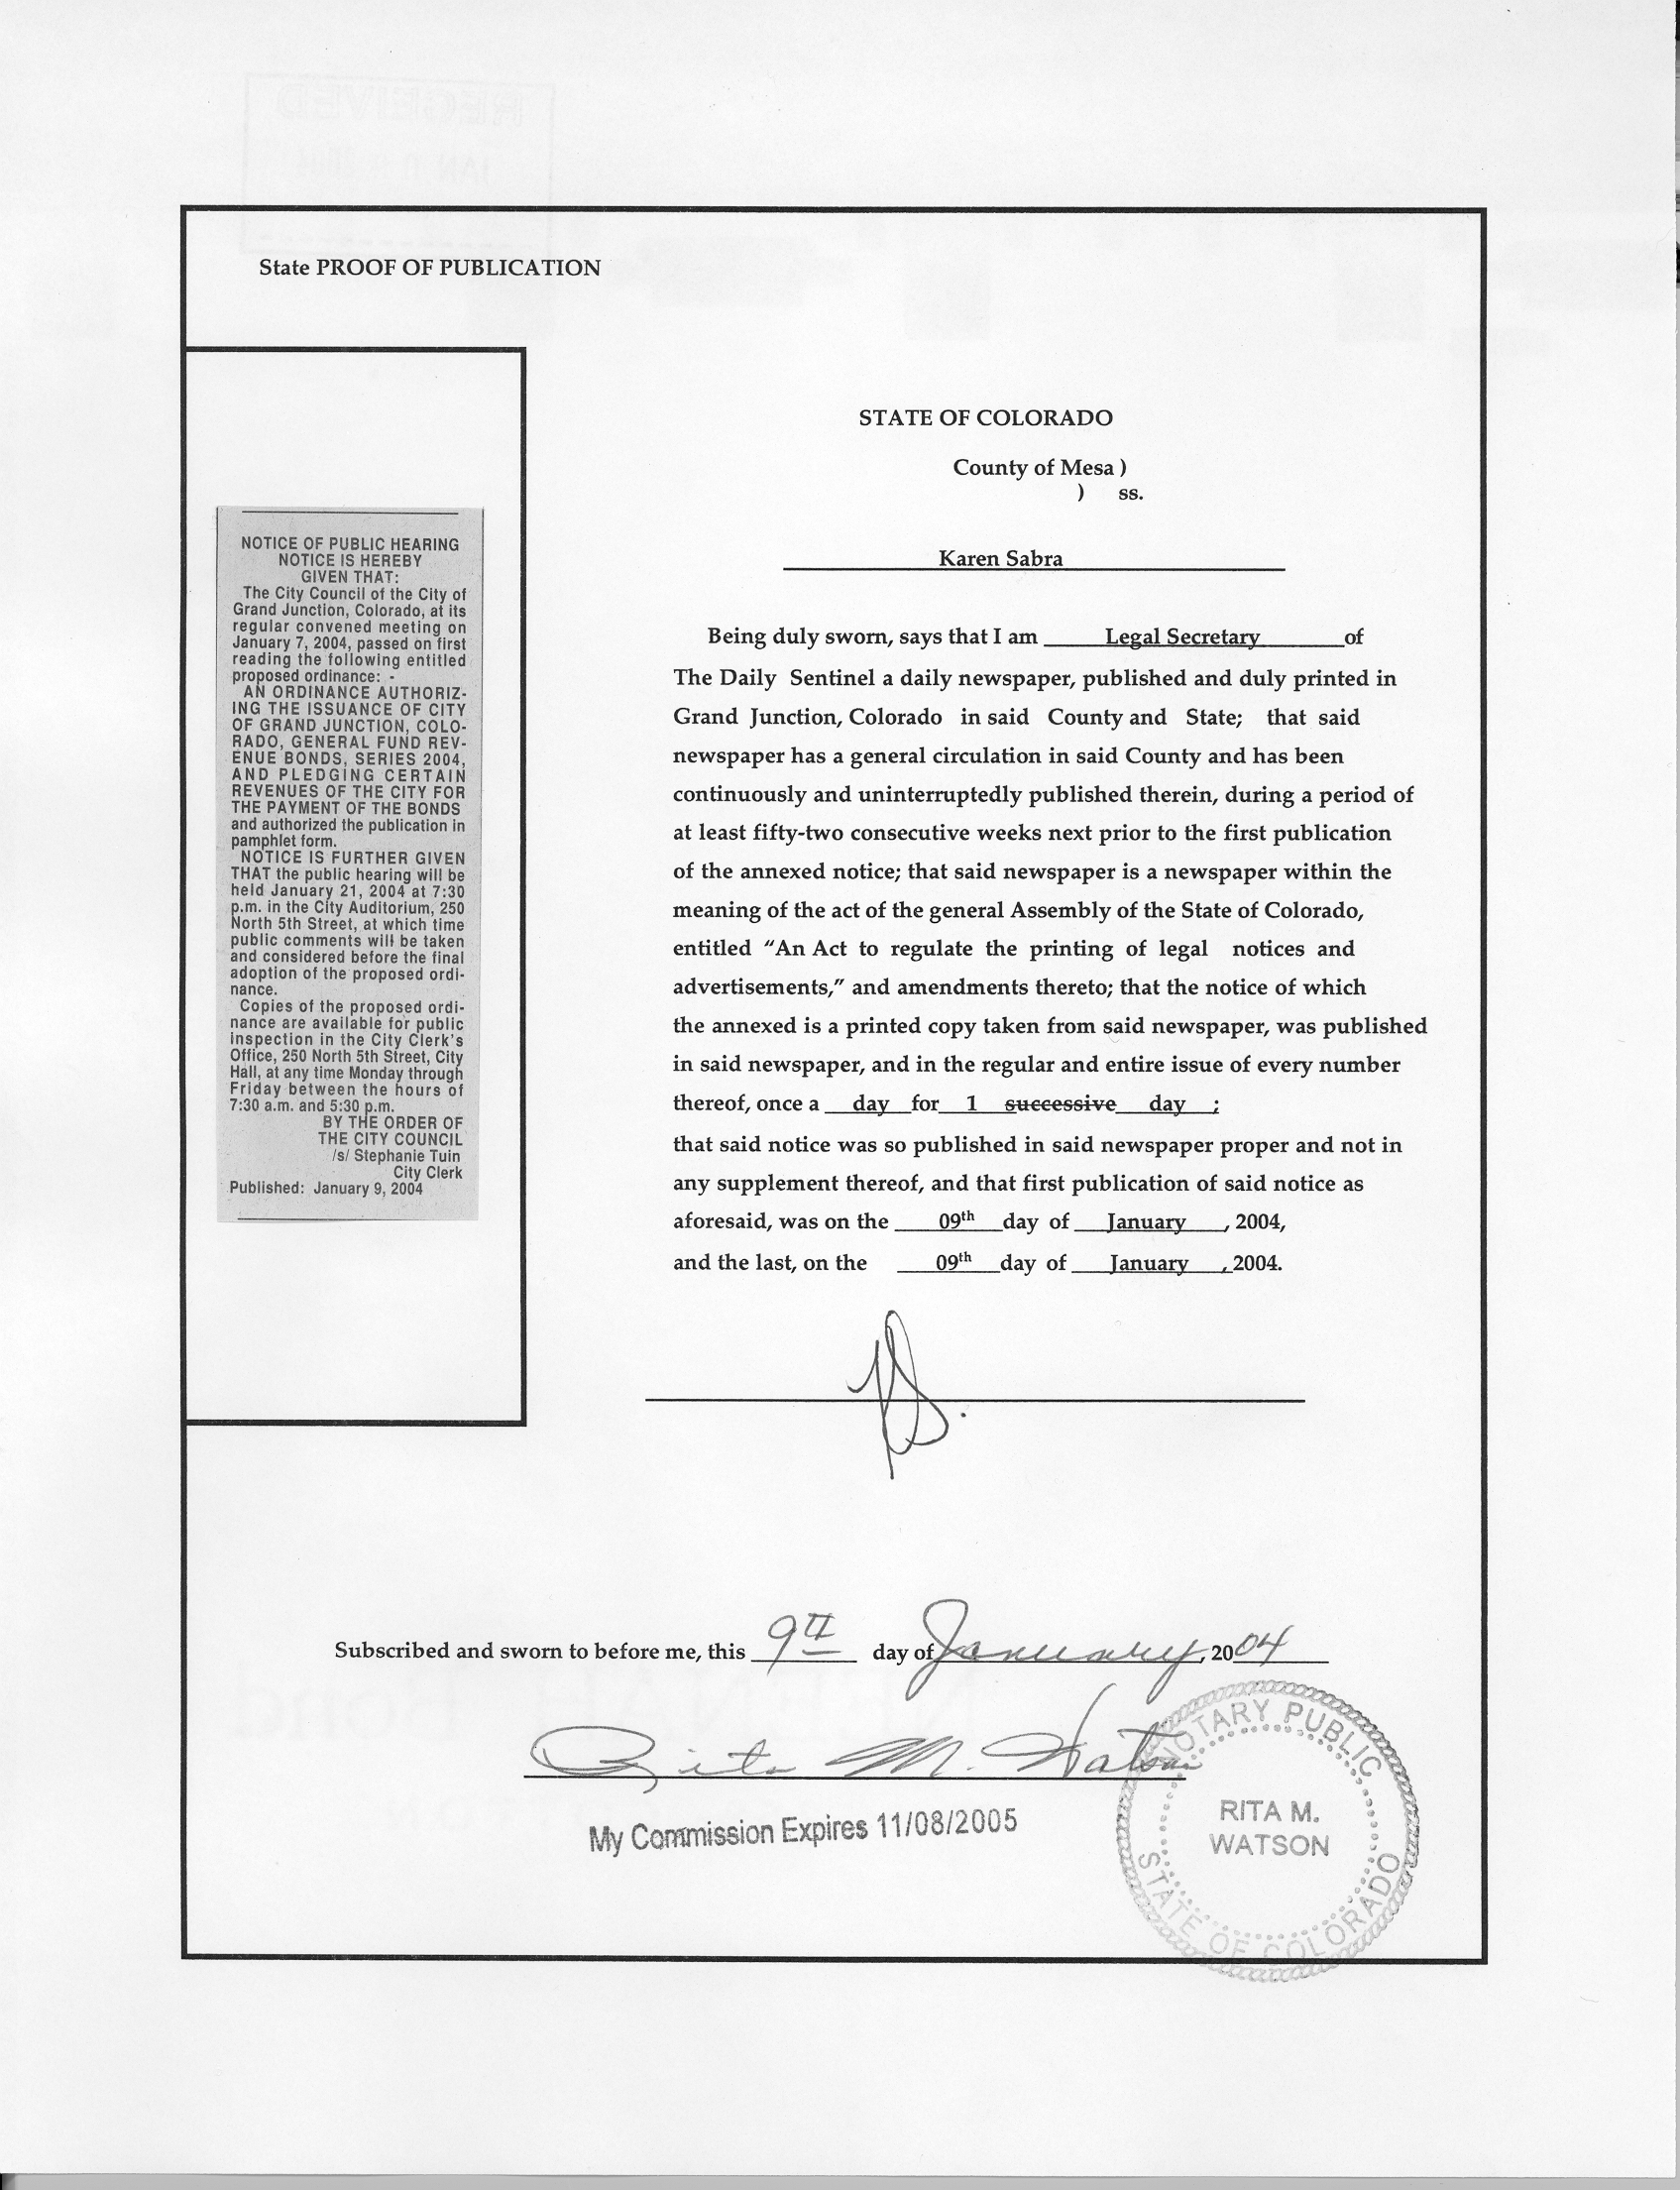 State PROOF OF PUBLICATION
NOTICE OF PUBLIC HEARING
NOTICE IS HEREBY
GIVEN THAT:
The City Council of the City of
Grand Junction, Colorado, at its
regular convened meeting on
January 7, 2004, passed on first
reading the following entitled
proposed ordinance: -
AN ORDINANCE AUTHORIZ-
ING THE ISSUANCE OF CITY
OF GRAND JUNCTION, COLO-
RADO, GENERAL FUND REV-
ENUE BONDS, SERIES 2004,
AND PLEDGING CERTAIN
REVENUES OF THE CITY FOR
THE PAYMENT OF THE BONDS
and authorized the publication in
pamphlet form.
NOTICE IS FURTHER GIVEN
THAT the public hearing will be
held January 21, 2004 at 7:30
p.m. in the City Auditorium, 250
North 5th Street, at which time
public comments will be taken
and considered before the final
adoption of the proposed ordi-
nance.
Copies of the proposed ordi-
nance are available for public
inspection in the City Clerk's
Office, 250 North 5th Street, City
Hall, at any time Monday through
Friday between the hours of
7:30 a.m. and 5:30 p.m.
BY THE ORDER OF
THE CITY COUNCIL
/s/ Stephanie Tuin
City Clerk
Published: January 9, 2004
STATE OF COLORADO
County of Mesa )
) ss.
Karen Sabra
Being duly sworn, says that I am Legal Secretary of
The Daily Sentinel a daily newspaper, published and duly printed in
Grand Junction, Colorado in said County and State; that said
newspaper has a general circulation in said County and has been
continuously and uninterruptedly published therein, during a period of
at least fifty-two consecutive weeks next prior to the first publication
of the annexed notice; that said newspaper is a newspaper within the
meaning of the act of the general Assembly of the State of Colorado,
entitled “An Act to regulate the printing of legal notices and
advertisements,” and amendments thereto; that the notice of which
the annexed is a printed copy taken from said newspaper, was published
in said newspaper, and in the regular and entire issue of every number
thereof, once a day for 1 successive day ;
that said notice was so published in said newspaper proper and not in
any supplement thereof, and that first publication of said notice as
aforesaid, was on the 09th day of January , 2004,
and the last, on the 09th day of January , 2004.
Subscribed and sworn to before me, this 9th day of January, 2004
Rita M. Watson
My Commission Expires 11/08/2005
NOTARY PUBLIC
RITA M.
WATSON
STATE OF COLORADO